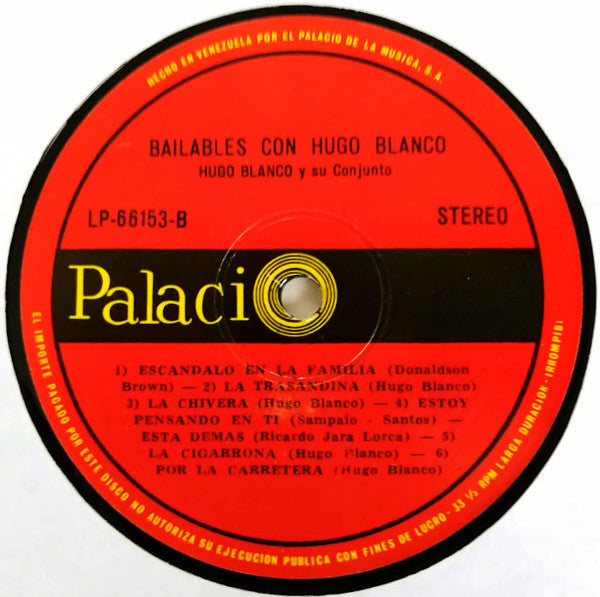 HECHO EN VENEZUELA POR EL PALACIO DE LA MUSICA, S.A.
BAILABLES CON HUGO BLANCO
HUGO BLANCO y su Conjunto
LP-66153-B
STEREO
Palacio
1) ESCANDALO EN LA FAMILIA (Donaldson
Brown) — 2) LA TRASANDINA (Hugo Blanco)
3) LA CHIVERA (Hugo Blanco) — 4) ESTOY
PENSANDO EN TI (Sampaio - Santos) —
ESTA DEMAS (Ricardo Jara Lorca) — 5)
LA CIGARRONA (Hugo Blanco) — 6)
POR LA CARRETERA (Hugo Blanco)
EL IMPORTE PAGADO POR ESTE DISCO NO AUTORIZA SU EJECUCION PUBLICA CON FINES DE LUCRO - 33 ⅓ RPM LARGA DURACION - IRROMPIBl